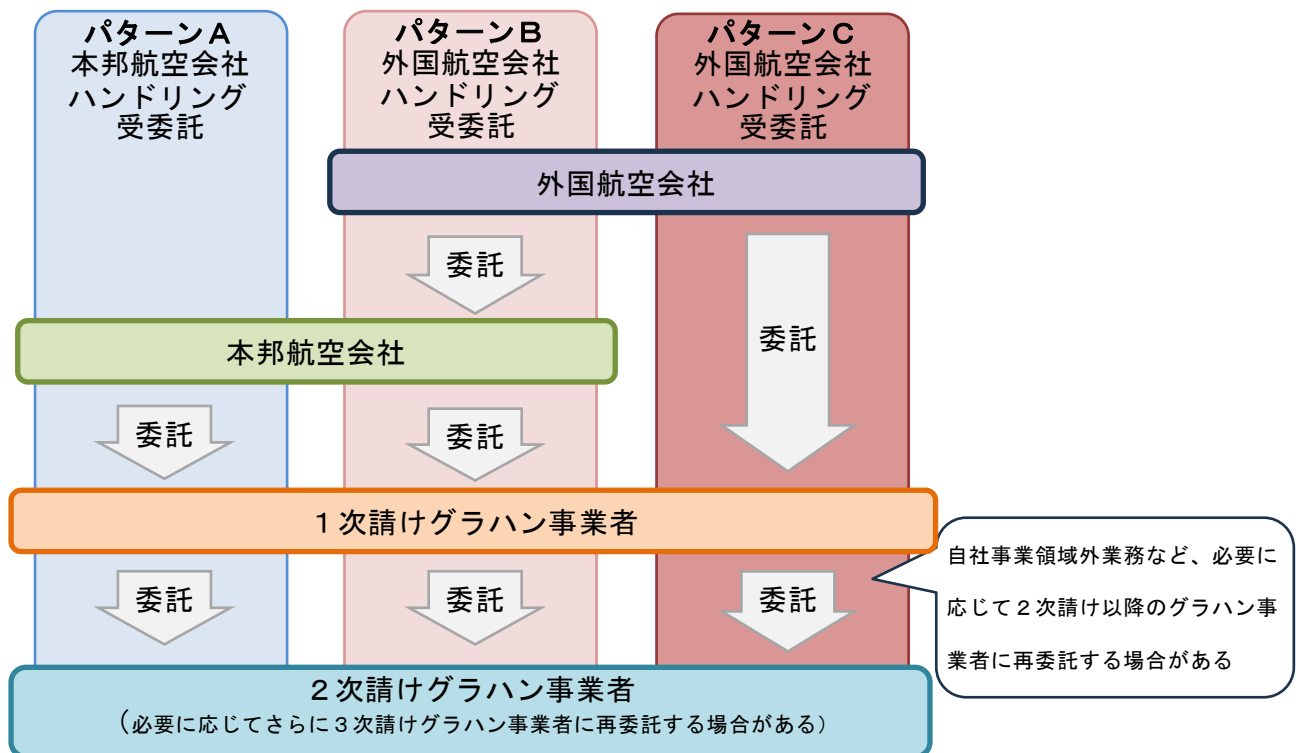 パターンA
本邦航空会社
ハンドリング
受委託
パターンB
外国航空会社
ハンドリング
受委託
パターンC
外国航空会社
ハンドリング
受委託
外国航空会社
委託
委託
本邦航空会社
委託
委託
1次請けグラハン事業者
委託
委託
委託
自社事業領域外業務など、必要に
応じて2次請け以降のグラハン事
業者に再委託する場合がある
2次請けグラハン事業者
（必要に応じてさらに3次請けグラハン事業者に再委託する場合がある）